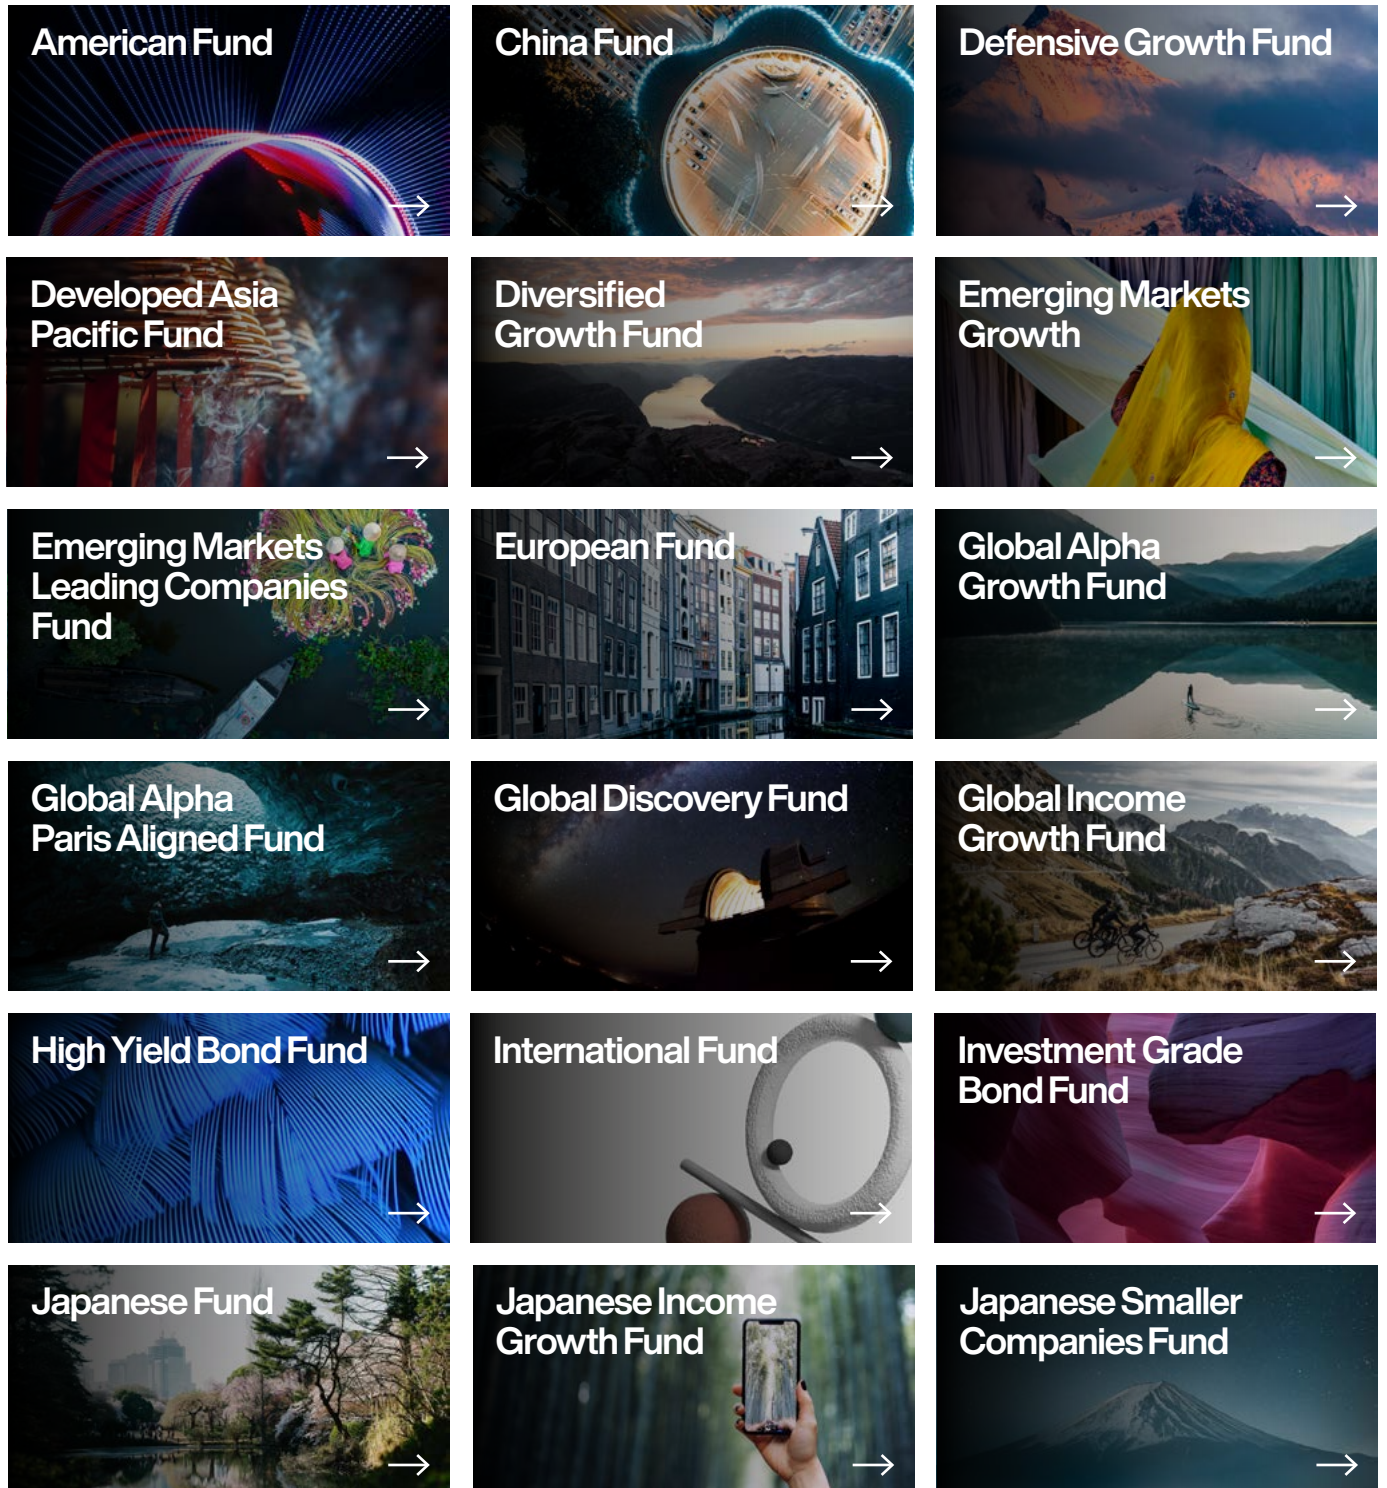 American Fund
China Fund
Defensive Growth Fund
Developed Asia
Pacific Fund
Diversified
Growth Fund
Emerging Markets
Growth
Emerging Markets
Leading Companies
Fund
European Fund
Global Alpha
Growth Fund
Global Alpha
Paris Aligned Fund
Global Discovery Fund
Global Income
Growth Fund
High Yield Bond Fund
International Fund
Investment Grade
Bond Fund
Japanese Fund
Japanese Income
Growth Fund
Japanese Smaller
Companies Fund